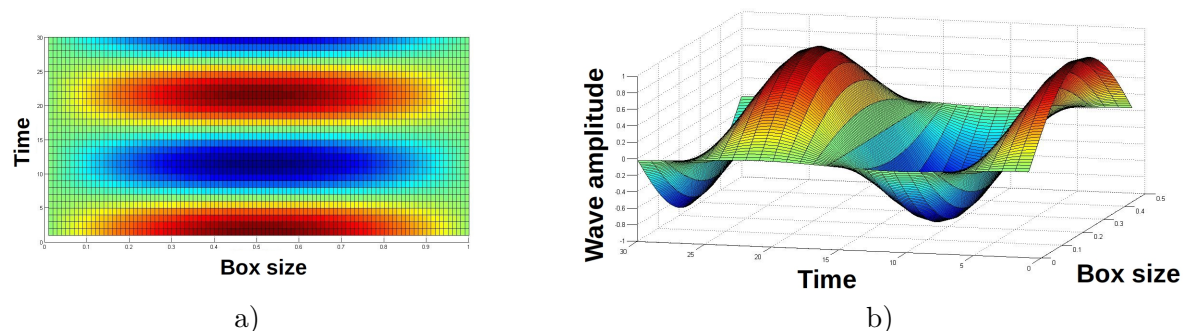 30
25
20
15
10
5
0
Time
0 0.1 0.2 0.3 0.4 0.5 0.6 0.7 0.8 0.9 1
Box size
a)
Wave amplitude
1
0.8
0.6
0.4
0.2
0
-0.2
-0.4
-0.6
-0.8
-1
30 25 20 15 10 5 0
Time
0 0.1 0.2 0.3 0.4 0.5
Box size
b)